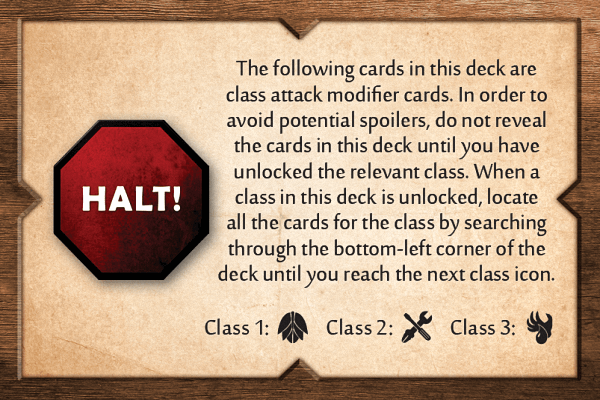 The following cards in this deck are
class attack modifier cards. In order to
avoid potential spoilers, do not reveal
the cards in this deck until you have
unlocked the relevant class. When a
class in this deck is unlocked, locate
all the cards for the class by searching
through the bottom-left corner of the
deck until you reach the next class icon.
HALT!
Class 1: Class 2: Class 3: